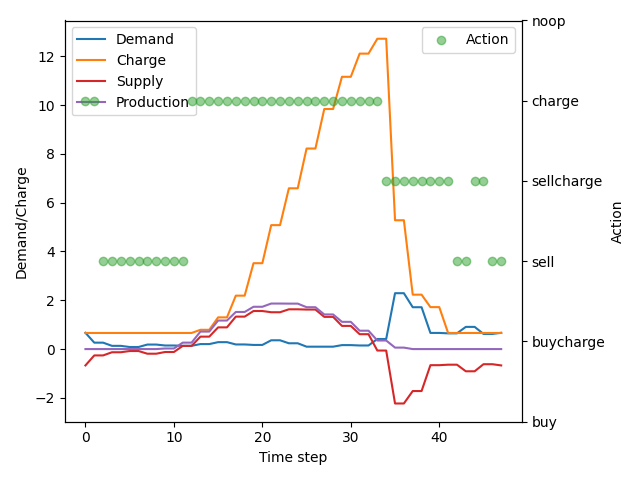 Demand
Charge
Supply
Production
Action
noop
charge
sellcharge
sell
buycharge
buy
Action
12
10
8
6
4
2
0
−2
Demand/Charge
0
10
20
30
40
Time step